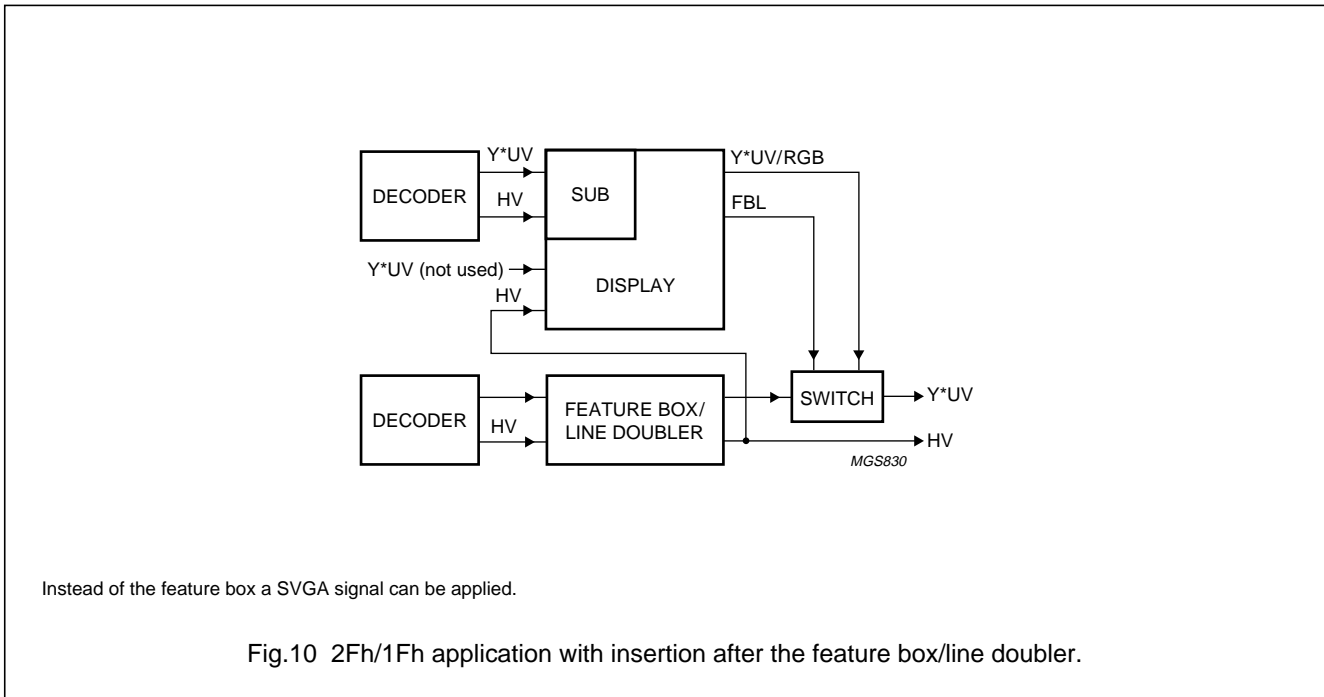 Y*UV
Y*UV/RGB
DECODER
SUB
HV
FBL
Y*UV (not used)
DISPLAY
HV
DECODER
HV
FEATURE BOX/
LINE DOUBLER
SWITCH
Y*UV
HV
MGS830
Instead of the feature box a SVGA signal can be applied.
Fig.10 2Fh/1Fh application with insertion after the feature box/line doubler.